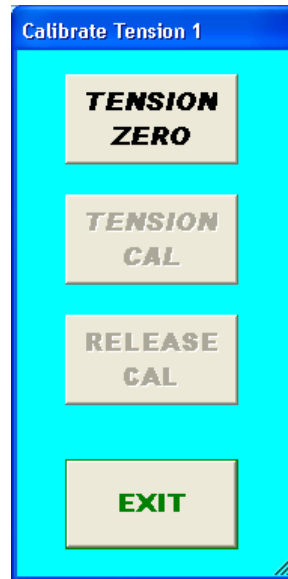 Calibrate Tension 1
TENSION
ZERO
TENSION
CAL
RELEASE
CAL
EXIT